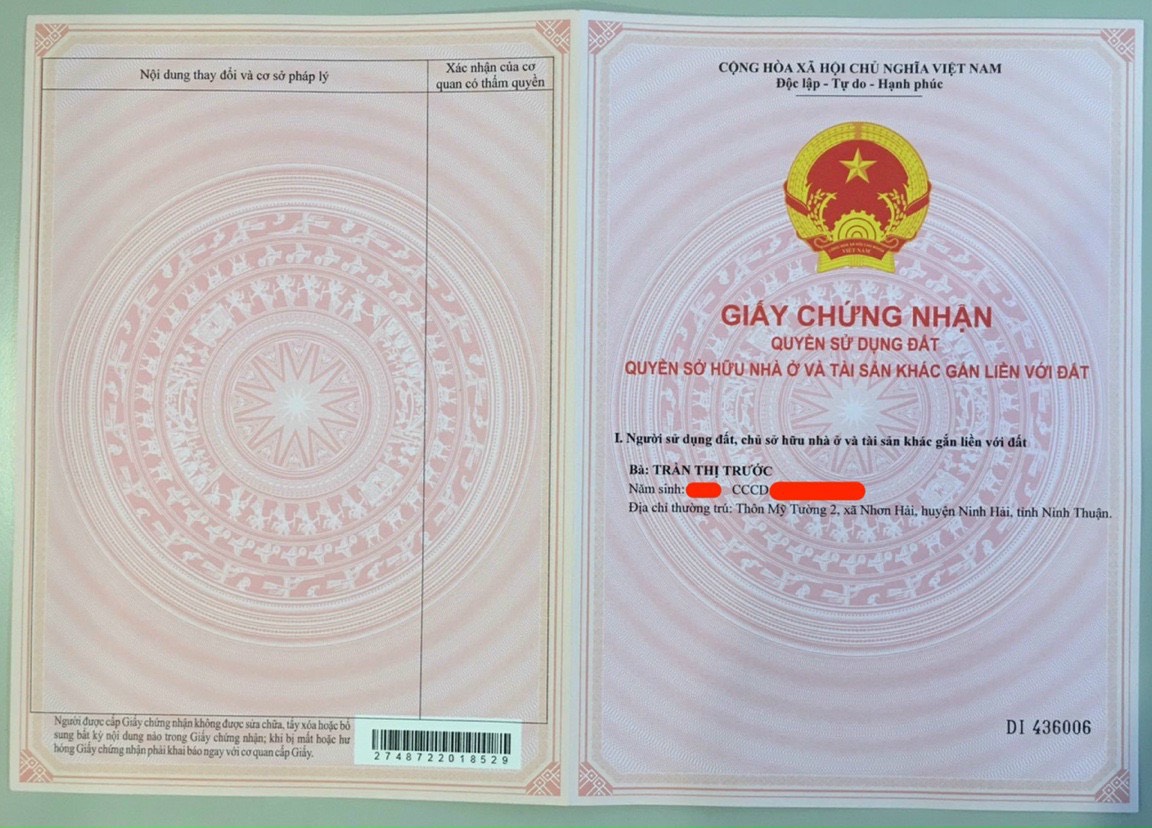 Nội dung thay đổi và cơ sở pháp lý
Xác nhận của cơ
quan có thẩm quyền
Người được cấp Giấy chứng nhận không được sửa chữa, tẩy xóa hoặc bổ
sung bất kỳ nội dung nào trong Giấy chứng nhận; khi bị mất hoặc hư
hỏng Giấy chứng nhận phải khai báo ngay với cơ quan cấp Giấy.
2748722018529
CỘNG HÒA XÃ HỘI CHỦ NGHĨA VIỆT NAM
Độc lập - Tự do - Hạnh phúc
VIỆT NAM
GIẤY CHỨNG NHẬN
QUYỀN SỬ DỤNG ĐẤT
QUYỀN SỞ HỮU NHÀ Ở VÀ TÀI SẢN KHÁC GẮN LIỀN VỚI ĐẤT
I. Người sử dụng đất, chủ sở hữu nhà ở và tài sản khác gắn liền với đất
Bà: TRẦN THỊ TRƯỚC
Năm sinh: CCCD
Địa chỉ thường trú: Thôn Mỹ Tường 2, xã Nhơn Hải, huyện Ninh Hải, tỉnh Ninh Thuận.
DI 436006